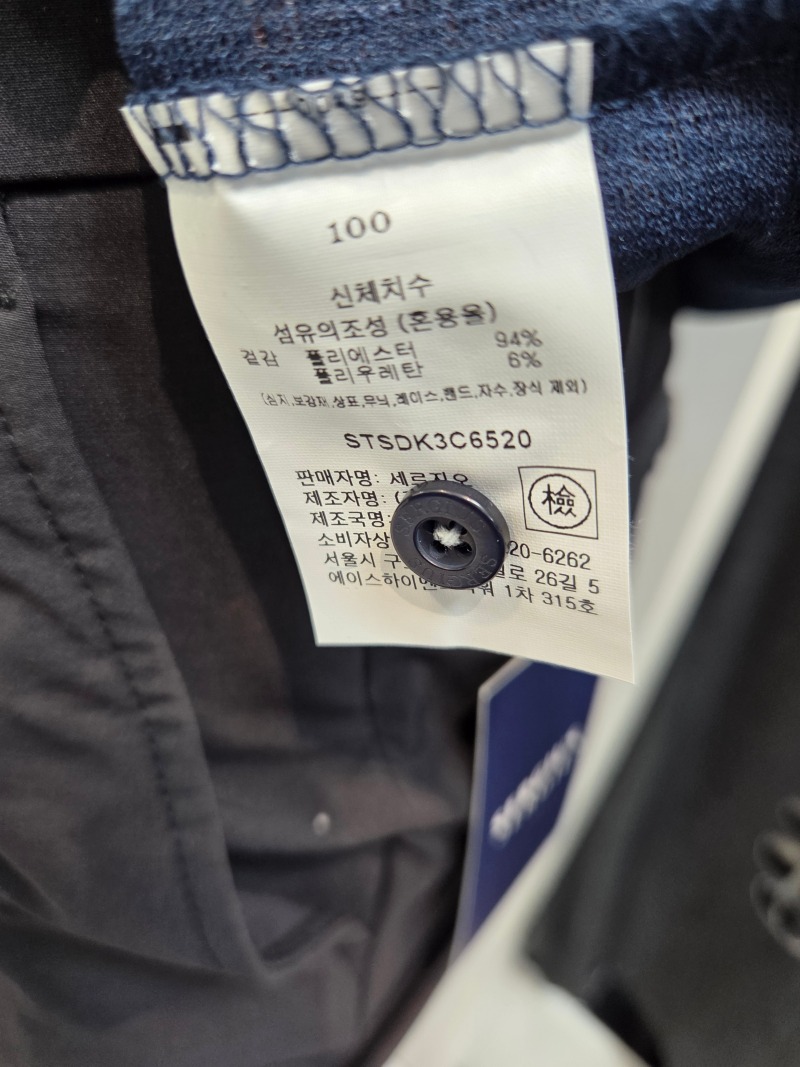 100
신체치수
섬유의조성 (혼용율)
겉감 폴리에스터 94%
폴리우레탄 6%
(심지,보강재,상표,무늬,레이스,밴드,자수,장식 제외)
STSDK3C6520
판매자명: 세르지오
檢
제조자명:
제조국명:
소비자상 20-6262
서울시 구 26길 5
에이스하이엔 1차 315호